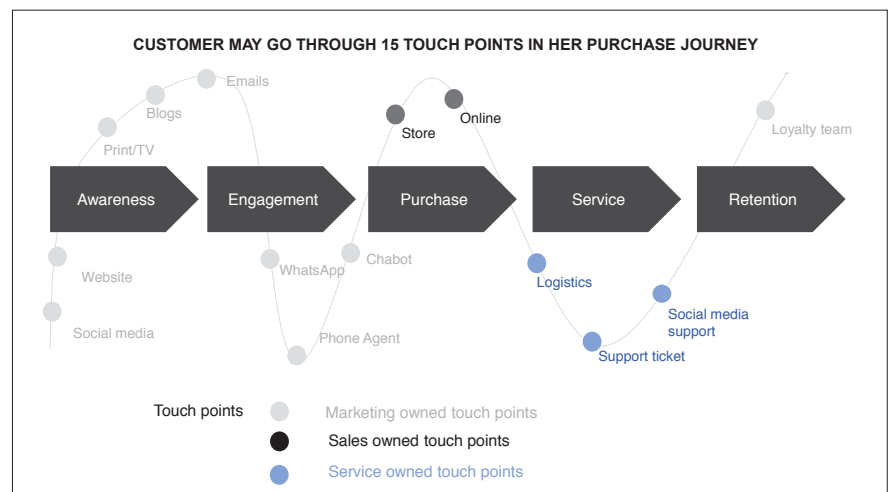 CUSTOMER MAY GO THROUGH 15 TOUCH POINTS IN HER PURCHASE JOURNEY
Emails
Blogs
Print/TV
Store
Online
Loyalty team
Awareness
Engagement
Purchase
Service
Retention
Website
Social media
WhatsApp
Chabot
Phone Agent
Logistics
Support ticket
Social media
support
Touch points
Marketing owned touch points
Sales owned touch points
Service owned touch points